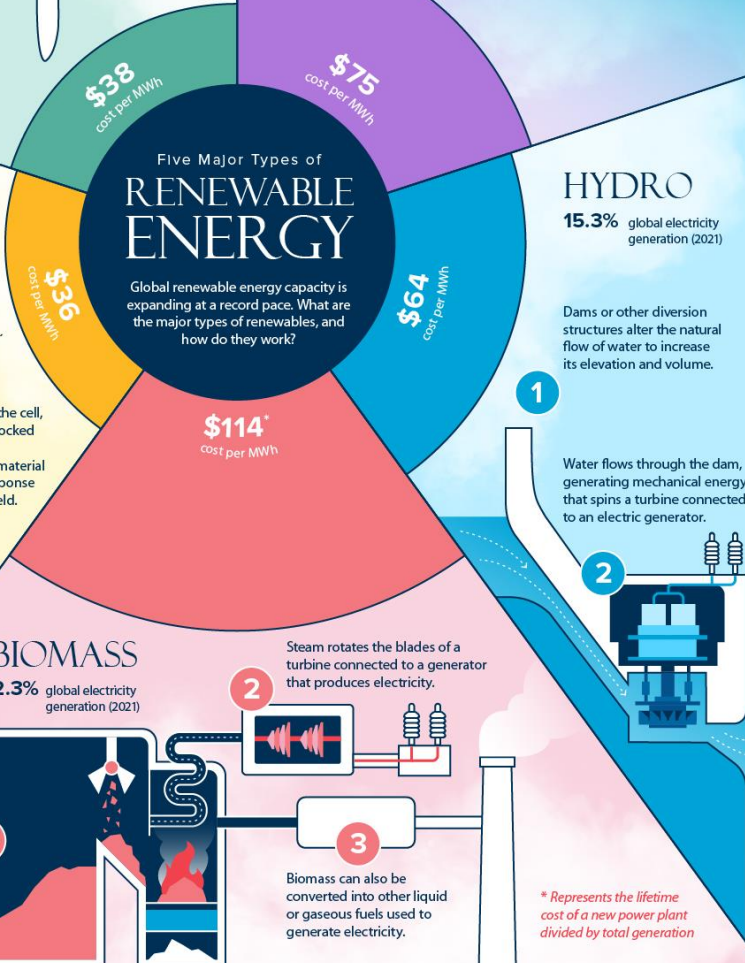 $38
cost per MWh
$75
cost per MWh
Five Major Types of
RENEWABLE
ENERGY
Global renewable energy capacity is
expanding at a record pace. What are
the major types of renewables, and
how do they work?
$36
cost per MWh
$64
cost per MWh
$114*
cost per MWh
HYDRO
15.3% global electricity
generation (2021)
Dams or other diversion
structures alter the natural
flow of water to increase
its elevation and volume.
1
Water flows through the dam,
generating mechanical energy
that spins a turbine connected
to an electric generator.
2
the cell,
material
BIOMASS
2.3% global electricity
generation (2021)
Steam rotates the blades of a
turbine connected to a generator
that produces electricity.
2
3
Biomass can also be
converted into other liquid
or gaseous fuels used to
generate electricity.
* Represents the lifetime
cost of a new power plant
divided by total generation